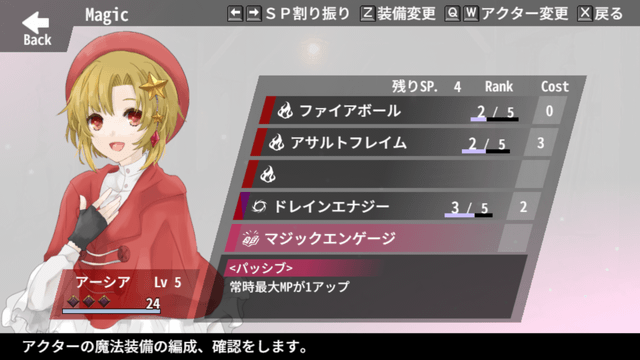 Back
Magic
←→ＳＰ割り振り Z装備変更 QWアクター変更 X戻る
残りSP. 4 Rank Cost
ファイアボール 2 / 5 0
アサルトフレイム 2 / 5 3
ドレインエナジー 3 / 5 2
マジックエンゲージ
<パッシブ>
常時最大MPが1アップ
アーシア Lv 5
24
アクターの魔法装備の編成、確認をします。